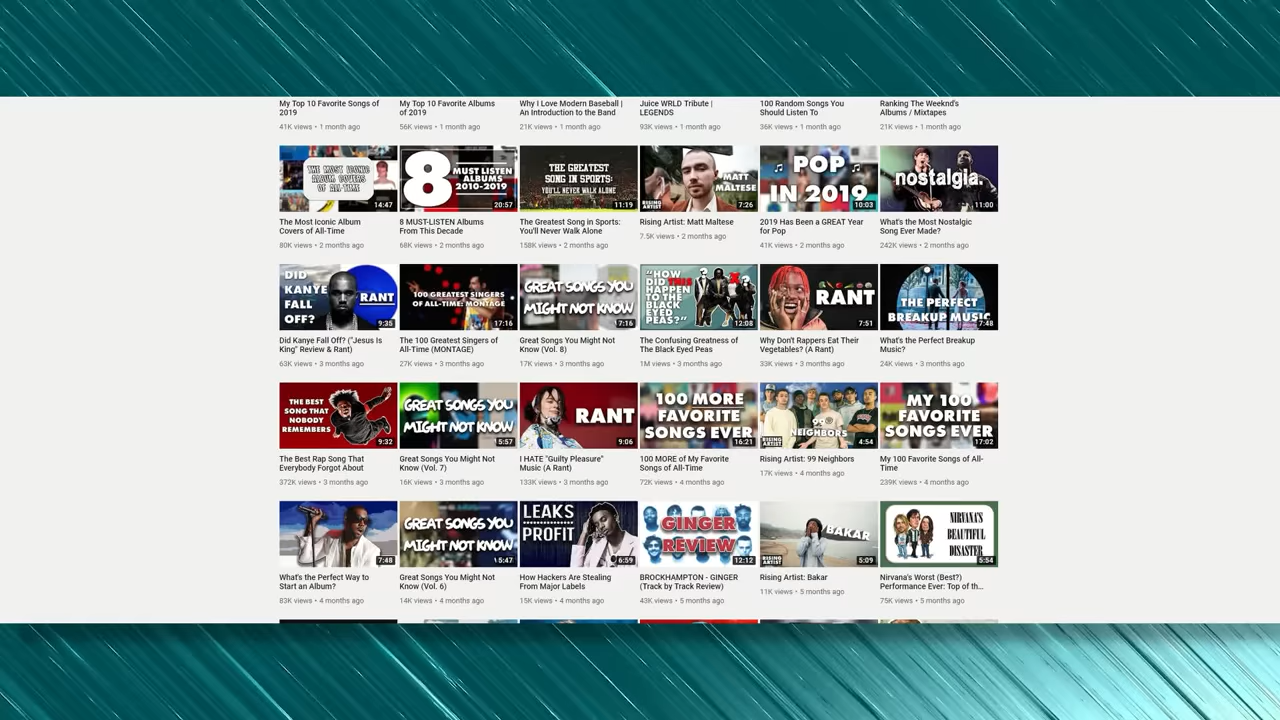 My Top 10 Favorite Songs of
2019
41K views • 1 month ago
My Top 10 Favorite Albums
of 2019
56K views • 1 month ago
Why I Love Modern Baseball |
An Introduction to the Band
21K views • 1 month ago
Juice WRLD Tribute |
LEGENDS
93K views • 1 month ago
100 Random Songs You
Should Listen To
36K views • 1 month ago
Ranking The Weeknd's
Albums / Mixtapes
21K views • 1 month ago
THE MOST ICONIC
ALBUM COVERS
OF ALL-TIME
14:47
The Most Iconic Album
Covers of All-Time
80K views • 2 months ago
8
MUST LISTEN
ALBUMS
2010-2019
20:57
8 MUST-LISTEN Albums
From This Decade
68K views • 2 months ago
THE GREATEST
SONG IN SPORTS:
YOU'LL NEVER WALK ALONE
11:19
The Greatest Song in Sports:
You'll Never Walk Alone
158K views • 2 months ago
MATT
MALTESE
RISING
ARTIST
7:26
Rising Artist: Matt Maltese
7.5K views • 2 months ago
POP
IN 2019
10:03
2019 Has Been a GREAT Year
for Pop
41K views • 2 months ago
nostalgia.
11:00
What's the Most Nostalgic
Song Ever Made?
242K views • 2 months ago
DID
KANYE
FALL
OFF?
RANT
9:35
Did Kanye Fall Off? ("Jesus Is
King" Review & Rant)
63K views • 3 months ago
100 GREATEST SINGERS
OF ALL-TIME: MONTAGE
17:16
The 100 Greatest Singers of
All-Time (MONTAGE)
27K views • 3 months ago
GREAT SONGS YOU
MIGHT NOT KNOW
7:16
Great Songs You Might Not
Know (Vol. 8)
17K views • 3 months ago
"HOW
DID THIS
HAPPEN
TO THE
BLACK
EYED
PEAS?"
12:08
The Confusing Greatness of
The Black Eyed Peas
1M views • 3 months ago
RANT
7:51
Why Don't Rappers Eat Their
Vegetables? (A Rant)
33K views • 3 months ago
THE PERFECT
BREAKUP MUSIC
7:48
What's the Perfect Breakup
Music?
24K views • 3 months ago
THE BEST
SONG THAT
NOBODY
REMEMBERS
9:32
The Best Rap Song That
Everybody Forgot About
372K views • 3 months ago
GREAT SONGS YOU
MIGHT NOT KNOW
5:57
Great Songs You Might Not
Know (Vol. 7)
16K views • 3 months ago
RANT
9:06
I HATE "Guilty Pleasure"
Music (A Rant)
133K views • 3 months ago
100 MORE
FAVORITE
SONGS EVER
16:21
100 MORE of My Favorite
Songs of All-Time
72K views • 4 months ago
99
NEIGHBORS
RISING
ARTIST
4:54
Rising Artist: 99 Neighbors
17K views • 4 months ago
MY 100
FAVORITE
SONGS EVER
17:02
My 100 Favorite Songs of All-
Time
239K views • 4 months ago
7:48
What's the Perfect Way to
Start an Album?
83K views • 4 months ago
GREAT SONGS YOU
MIGHT NOT KNOW
5:47
Great Songs You Might Not
Know (Vol. 6)
14K views • 4 months ago
LEAKS
PROFIT
6:59
How Hackers Are Stealing
From Major Labels
15K views • 4 months ago
GINGER
REVIEW
12:12
BROCKHAMPTON - GINGER
(Track by Track Review)
43K views • 5 months ago
BAKAR
RISING
ARTIST
5:09
Rising Artist: Bakar
11K views • 5 months ago
NIRVANA'S
BEAUTIFUL
DISASTER
5:54
Nirvana's Worst (Best?)
Performance Ever: Top of th...
75K views • 5 months ago